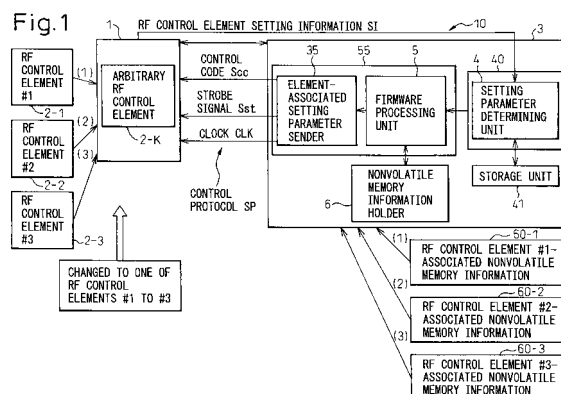 Fig.1
RF CONTROL ELEMENT SETTING INFORMATION SI
10
1
3
RF
CONTROL
ELEMENT #1
(1)
2-1
RF
CONTROL
ELEMENT #2
(2)
2-2
RF
CONTROL
ELEMENT #3
(3)
2-3
ARBITRARY
RF CONTROL
ELEMENT
2-K
CHANGED TO ONE OF
RF CONTROL
ELEMENTS #1 TO #3
CONTROL
CODE Scc
STROBE
SIGNAL Sst
CLOCK CLK
CONTROL
PROTOCOL SP
35
55
5
ELEMENT-
ASSOCIATED
SETTING
PARAMETER
SENDER
FIRMWARE
PROCESSING
UNIT
4
40
SETTING
PARAMETER
DETERMINING
UNIT
STORAGE UNIT
41
6
NONVOLATILE
MEMORY
INFORMATION
HOLDER
60-1
(1)
RF CONTROL ELEMENT #1-
ASSOCIATED NONVOLATILE
MEMORY INFORMATION
60-2
(2)
RF CONTROL ELEMENT #2-
ASSOCIATED NONVOLATILE
MEMORY INFORMATION
60-3
(3)
RF CONTROL ELEMENT #3-
ASSOCIATED NONVOLATILE
MEMORY INFORMATION